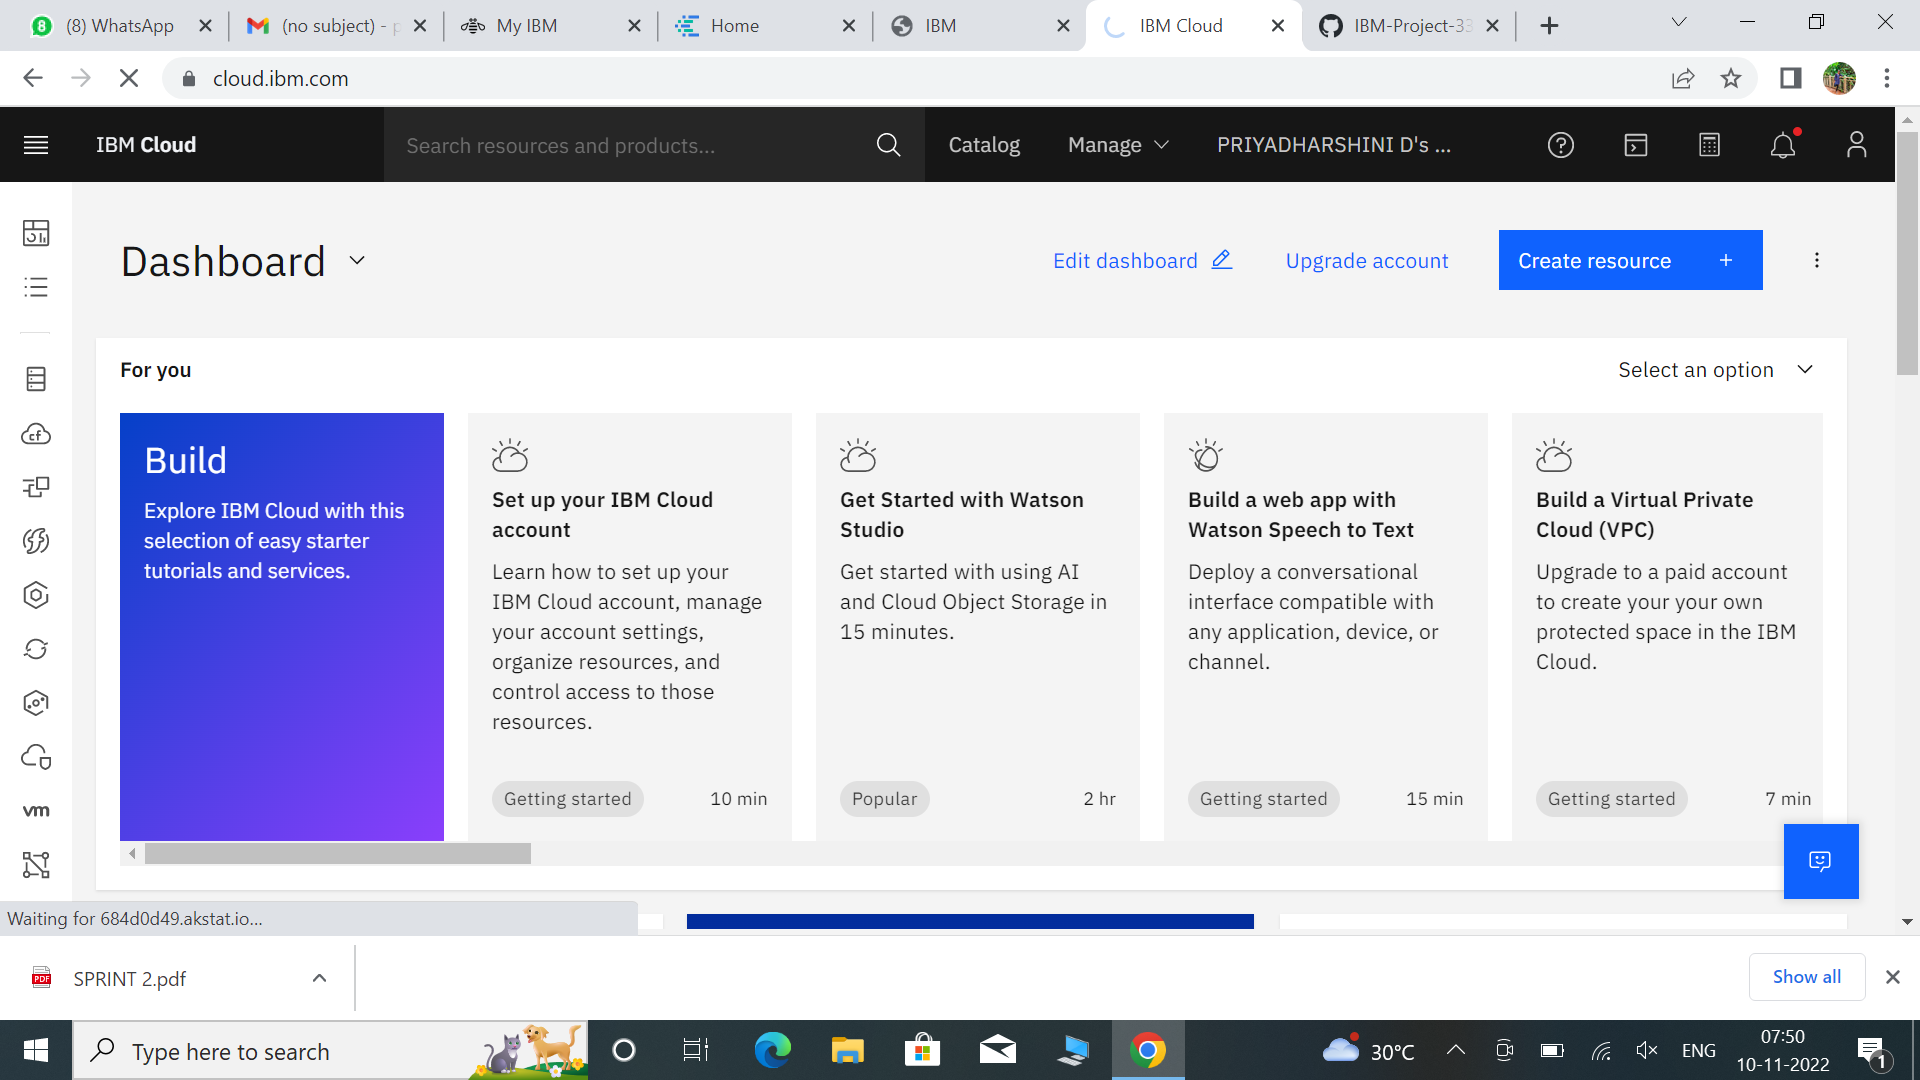 (8) WhatsApp
(no subject) - p
My IBM
Home
IBM
IBM Cloud
IBM-Project-33
cloud.ibm.com
IBM Cloud
Search resources and products...
Catalog
Manage
PRIYADHARSHINI D's ...
Dashboard
Edit dashboard
Upgrade account
Create resource +
For you
Select an option
Build
Explore IBM Cloud with this
selection of easy starter
tutorials and services.
Set up your IBM Cloud
account
Learn how to set up your
IBM Cloud account, manage
your account settings,
organize resources, and
control access to those
resources.
Getting started
10 min
Get Started with Watson
Studio
Get started with using AI
and Cloud Object Storage in
15 minutes.
Popular
2 hr
Build a web app with
Watson Speech to Text
Deploy a conversational
interface compatible with
any application, device, or
channel.
Getting started
15 min
Build a Virtual Private
Cloud (VPC)
Upgrade to a paid account
to create your your own
protected space in the IBM
Cloud.
Getting started
7 min
cf
vm
Waiting for 684d0d49.akstat.io...
PDF
SPRINT 2.pdf
Show all
Type here to search
30°C
ENG
07:50
10-11-2022
1